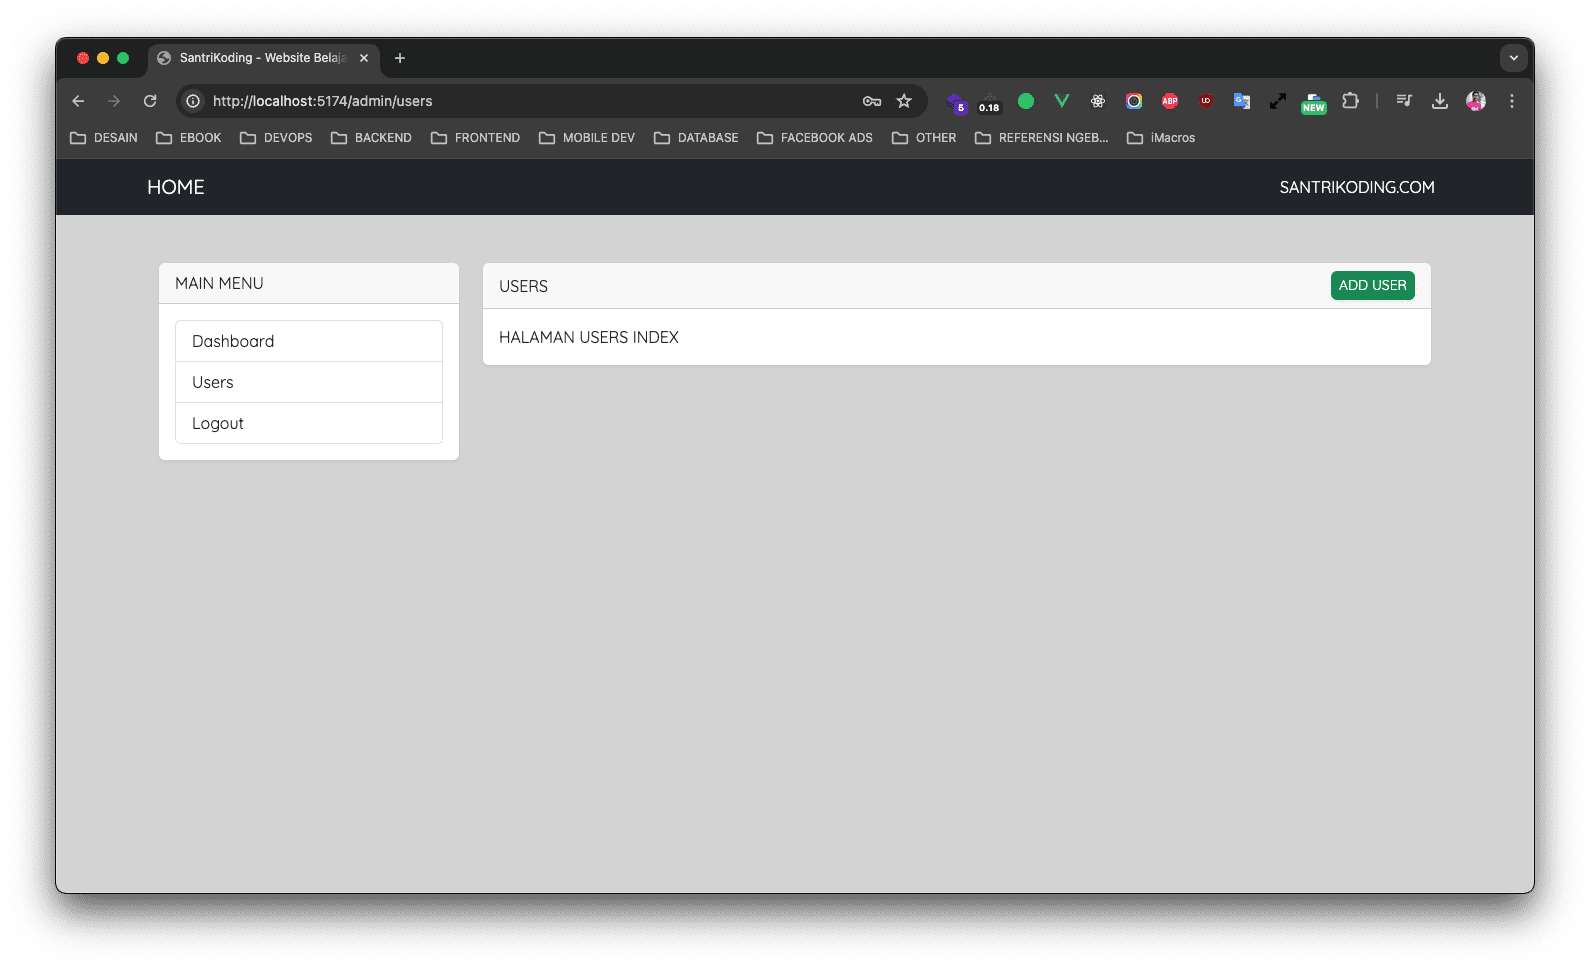 SantriKoding - Website Belaja
http://localhost:5174/admin/users
5
0.18
ABP
UD
G
NEW
DESAIN EBOOK DEVOPS BACKEND FRONTEND MOBILE DEV DATABASE FACEBOOK ADS OTHER REFERENSI NGEB... iMacros
HOME
SANTRIKODING.COM
MAIN MENU
Dashboard
Users
Logout
USERS
ADD USER
HALAMAN USERS INDEX